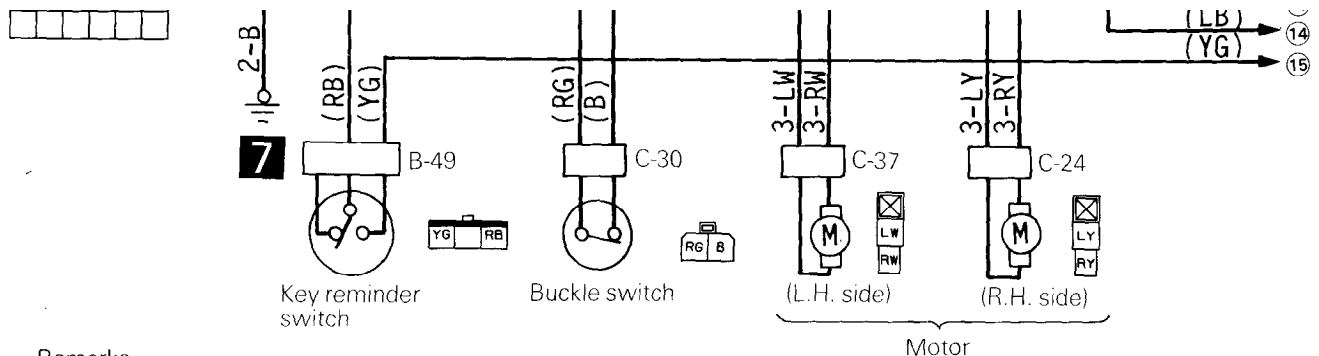 (LB)
14
(YG)
15
2-B
(RB)
(YG)
(RG)
(B)
3-LW
3-RW
3-LY
3-RY
7
B-49
C-30
C-37
C-24
YG RB
RG B
M
LW
RW
M
LY
RY
Key reminder
switch
Buckle switch
(L.H. side)
(R.H. side)
Motor